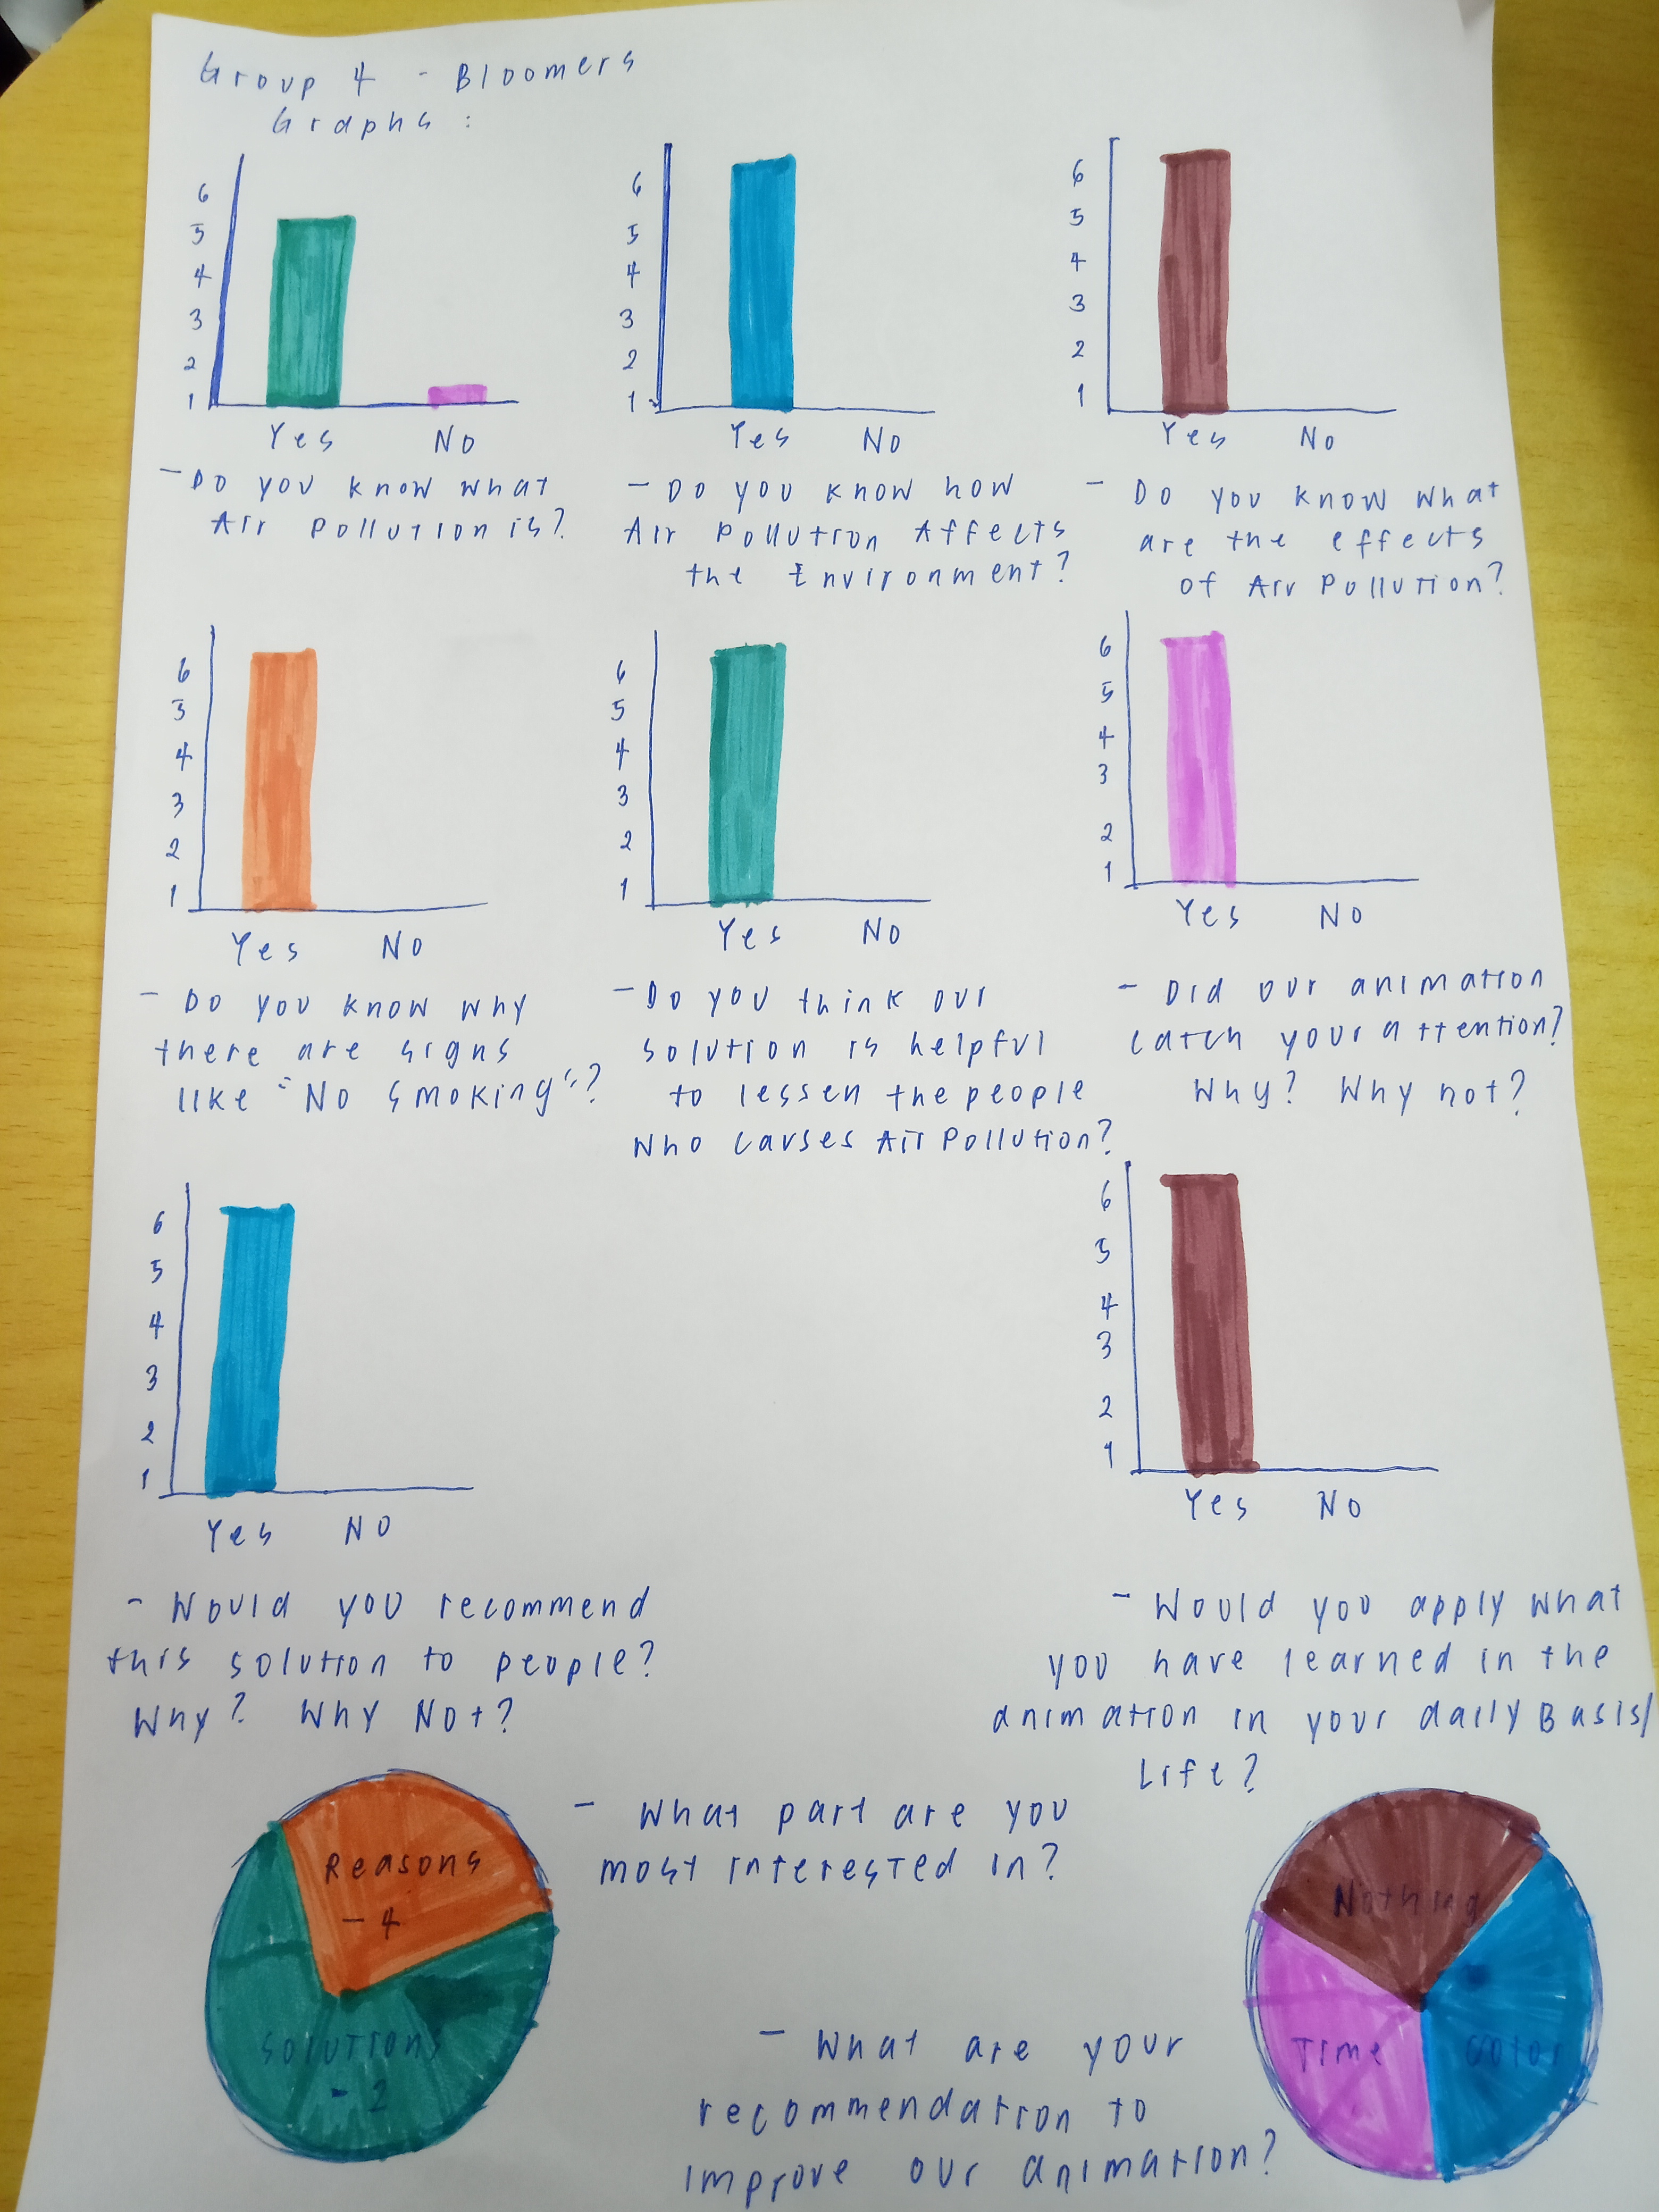 Group 4 - Bloomers
Graphs :
6
5
4
3
2
1
Yes No
- Do you know what
Air Pollution is?
6
5
4
3
2
1
Yes No
- Do you know how
Air Pollution Affects
the Environment?
6
5
4
3
2
1
Yes No
- Do you know what
are the effects
of Air Pollution?
6
5
4
3
2
1
Yes No
- Do you know why
there are signs
like "No smoking"?
6
5
4
3
2
1
Yes No
- Do you think our
solution is helpful
to lessen the people
who causes Air Pollution?
6
5
4
3
2
1
Yes No
- Did our animation
catch your attention?
Why? Why not?
6
5
4
3
2
1
Yes No
- Would you recommend
this solution to people?
Why? Why Not?
6
5
4
3
2
1
Yes No
- Would you apply what
you have learned in the
animation in your daily Basis/
Life?
Reasons
- 4
Solutions
- 2
- What part are you
most interested in?
- What are your
recommendation to
improve our animation?
Nothing
Time
Color